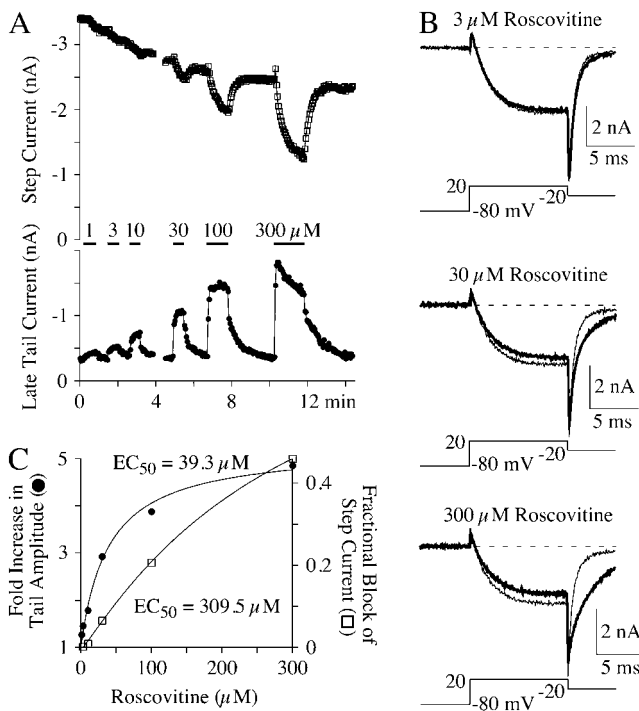 A
Step Current (nA)
-3
-2
-1
0
1 3 10 30 100 300 μM
Late Tail Current (nA)
-1
0
0 4 8 12 min
B
3 μM Roscovitine
2 nA
5 ms
20
-80 mV
-20
30 μM Roscovitine
2 nA
5 ms
20
-80 mV
-20
300 μM Roscovitine
2 nA
5 ms
20
-80 mV
-20
C
Fold Increase in
Tail Amplitude (●)
5
3
1
EC50 = 39.3 μM
EC50 = 309.5 μM
0.4
0.2
0
Fractional Block of
Step Current (□)
0 100 200 300
Roscovitine (μM)